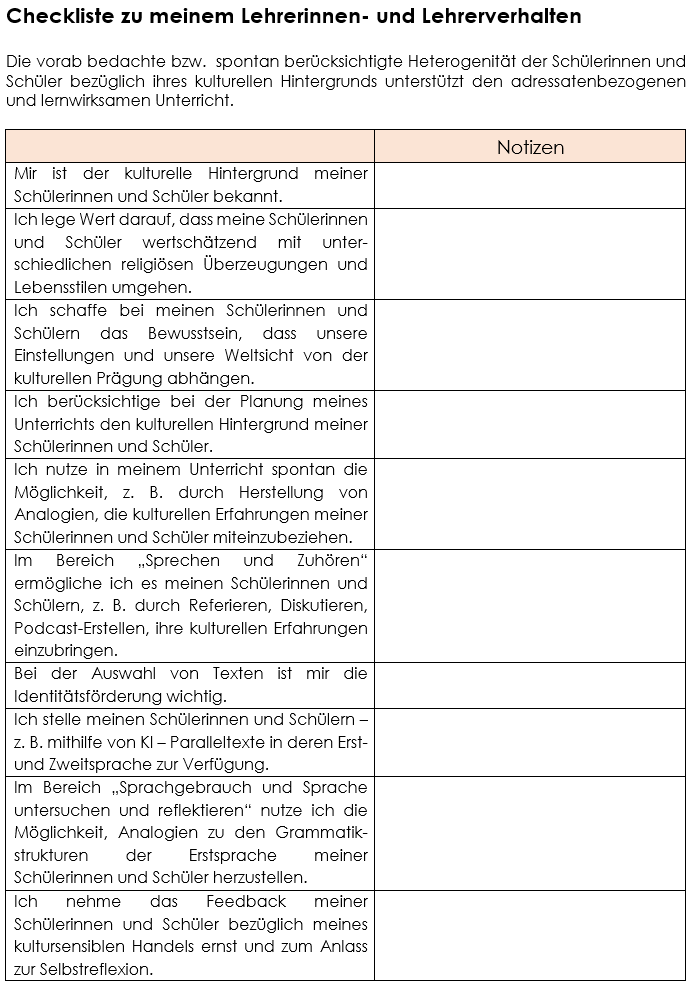 Checkliste zu meinem Lehrerinnen- und Lehrerverhalten
Die vorab bedachte bzw. spontan berücksichtigte Heterogenität der Schülerinnen und
Schüler bezüglich ihres kulturellen Hintergrunds unterstützt den adressatenbezogenen
und lernwirksamen Unterricht.
Notizen
Mir ist der kulturelle Hintergrund meiner
Schülerinnen und Schüler bekannt.
Ich lege Wert darauf, dass meine Schülerinnen
und Schüler wertschätzend mit unter-
schiedlichen religiösen Überzeugungen und
Lebensstilen umgehen.
Ich schaffe bei meinen Schülerinnen und
Schülern das Bewusstsein, dass unsere
Einstellungen und unsere Weltsicht von der
kulturellen Prägung abhängen.
Ich berücksichtige bei der Planung meines
Unterrichts den kulturellen Hintergrund meiner
Schülerinnen und Schüler.
Ich nutze in meinem Unterricht spontan die
Möglichkeit, z. B. durch Herstellung von
Analogien, die kulturellen Erfahrungen meiner
Schülerinnen und Schüler miteinzubeziehen.
Im Bereich „Sprechen und Zuhören“
ermögliche ich es meinen Schülerinnen und
Schülern, z. B. durch Referieren, Diskutieren,
Podcast-Erstellen, ihre kulturellen Erfahrungen
einzubringen.
Bei der Auswahl von Texten ist mir die
Identitätsförderung wichtig.
Ich stelle meinen Schülerinnen und Schülern –
z. B. mithilfe von KI – Paralleltexte in deren Erst-
und Zweitsprache zur Verfügung.
Im Bereich „Sprachgebrauch und Sprache
untersuchen und reflektieren“ nutze ich die
Möglichkeit, Analogien zu den Grammatik-
strukturen der Erstsprache meiner
Schülerinnen und Schüler herzustellen.
Ich nehme das Feedback meiner
Schülerinnen und Schüler bezüglich meines
kultursensiblen Handels ernst und zum Anlass
zur Selbstreflexion.